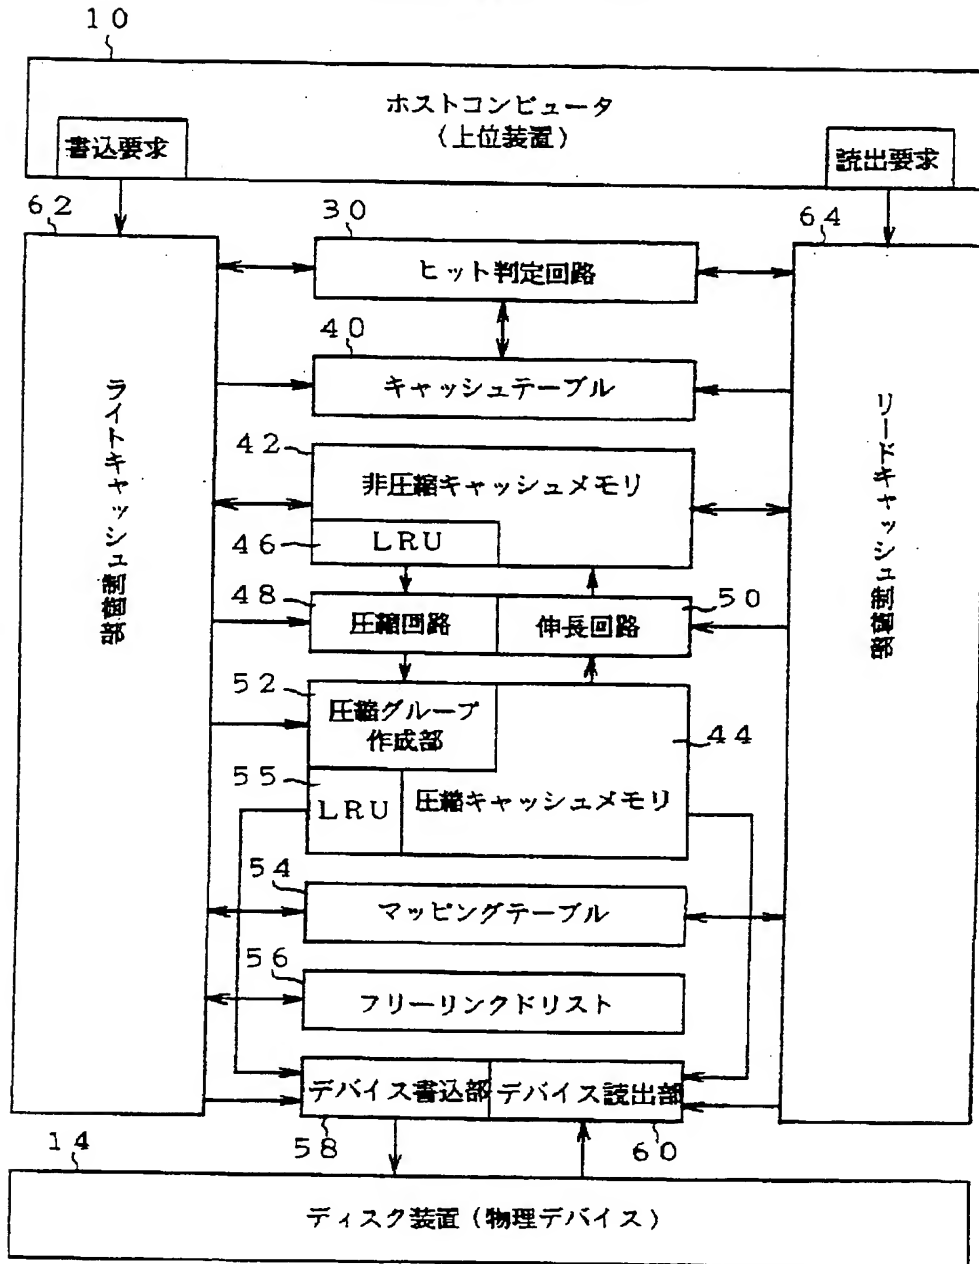 10
ホストコンピュータ
(上位装置)
書込要求
読出要求
62
30
64
ヒット判定回路
40
キャッシュテーブル
ライトキャッシュ制御部
リードキャッシュ制御部
42
非圧縮キャッシュメモリ
46
LRU
48
圧縮回路
伸長回路
50
52
圧縮グループ
作成部
44
55
LRU
圧縮キャッシュメモリ
54
マッピングテーブル
56
フリーリンクドリスト
デバイス書込部
デバイス読出部
58
60
14
ディスク装置(物理デバイス)